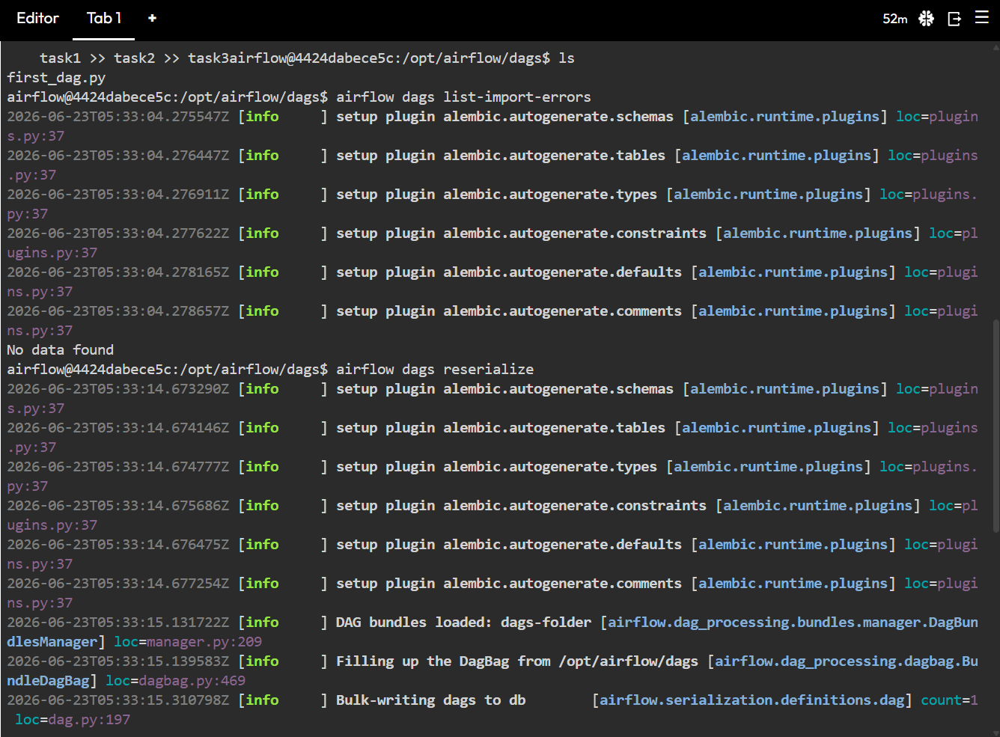 Editor Tab 1 + 52m
task1 >> task2 >> task3airflow@4424dabece5c:/opt/airflow/dags$ ls
first_dag.py
airflow@4424dabece5c:/opt/airflow/dags$ airflow dags list-import-errors
2026-06-23T05:33:04.275547Z [info     ] setup plugin alembic.autogenerate.schemas [alembic.runtime.plugins] loc=plugin
s.py:37
2026-06-23T05:33:04.276447Z [info     ] setup plugin alembic.autogenerate.tables [alembic.runtime.plugins] loc=plugins
.py:37
2026-06-23T05:33:04.276911Z [info     ] setup plugin alembic.autogenerate.types [alembic.runtime.plugins] loc=plugins.
py:37
2026-06-23T05:33:04.277622Z [info     ] setup plugin alembic.autogenerate.constraints [alembic.runtime.plugins] loc=pl
ugins.py:37
2026-06-23T05:33:04.278165Z [info     ] setup plugin alembic.autogenerate.defaults [alembic.runtime.plugins] loc=plugi
ns.py:37
2026-06-23T05:33:04.278657Z [info     ] setup plugin alembic.autogenerate.comments [alembic.runtime.plugins] loc=plugi
ns.py:37
No data found
airflow@4424dabece5c:/opt/airflow/dags$ airflow dags reserialize
2026-06-23T05:33:14.673290Z [info     ] setup plugin alembic.autogenerate.schemas [alembic.runtime.plugins] loc=plugin
s.py:37
2026-06-23T05:33:14.674146Z [info     ] setup plugin alembic.autogenerate.tables [alembic.runtime.plugins] loc=plugins
.py:37
2026-06-23T05:33:14.674777Z [info     ] setup plugin alembic.autogenerate.types [alembic.runtime.plugins] loc=plugins.
py:37
2026-06-23T05:33:14.675686Z [info     ] setup plugin alembic.autogenerate.constraints [alembic.runtime.plugins] loc=pl
ugins.py:37
2026-06-23T05:33:14.676475Z [info     ] setup plugin alembic.autogenerate.defaults [alembic.runtime.plugins] loc=plugi
ns.py:37
2026-06-23T05:33:14.677254Z [info     ] setup plugin alembic.autogenerate.comments [alembic.runtime.plugins] loc=plugi
ns.py:37
2026-06-23T05:33:15.131722Z [info     ] DAG bundles loaded: dags-folder [airflow.dag_processing.bundles.manager.DagBun
dlesManager] loc=manager.py:209
2026-06-23T05:33:15.139583Z [info     ] Filling up the DagBag from /opt/airflow/dags [airflow.dag_processing.dagbag.Bu
ndleDagBag] loc=dagbag.py:469
2026-06-23T05:33:15.310798Z [info     ] Bulk-writing dags to db        [airflow.serialization.definitions.dag] count=1
loc=dag.py:197